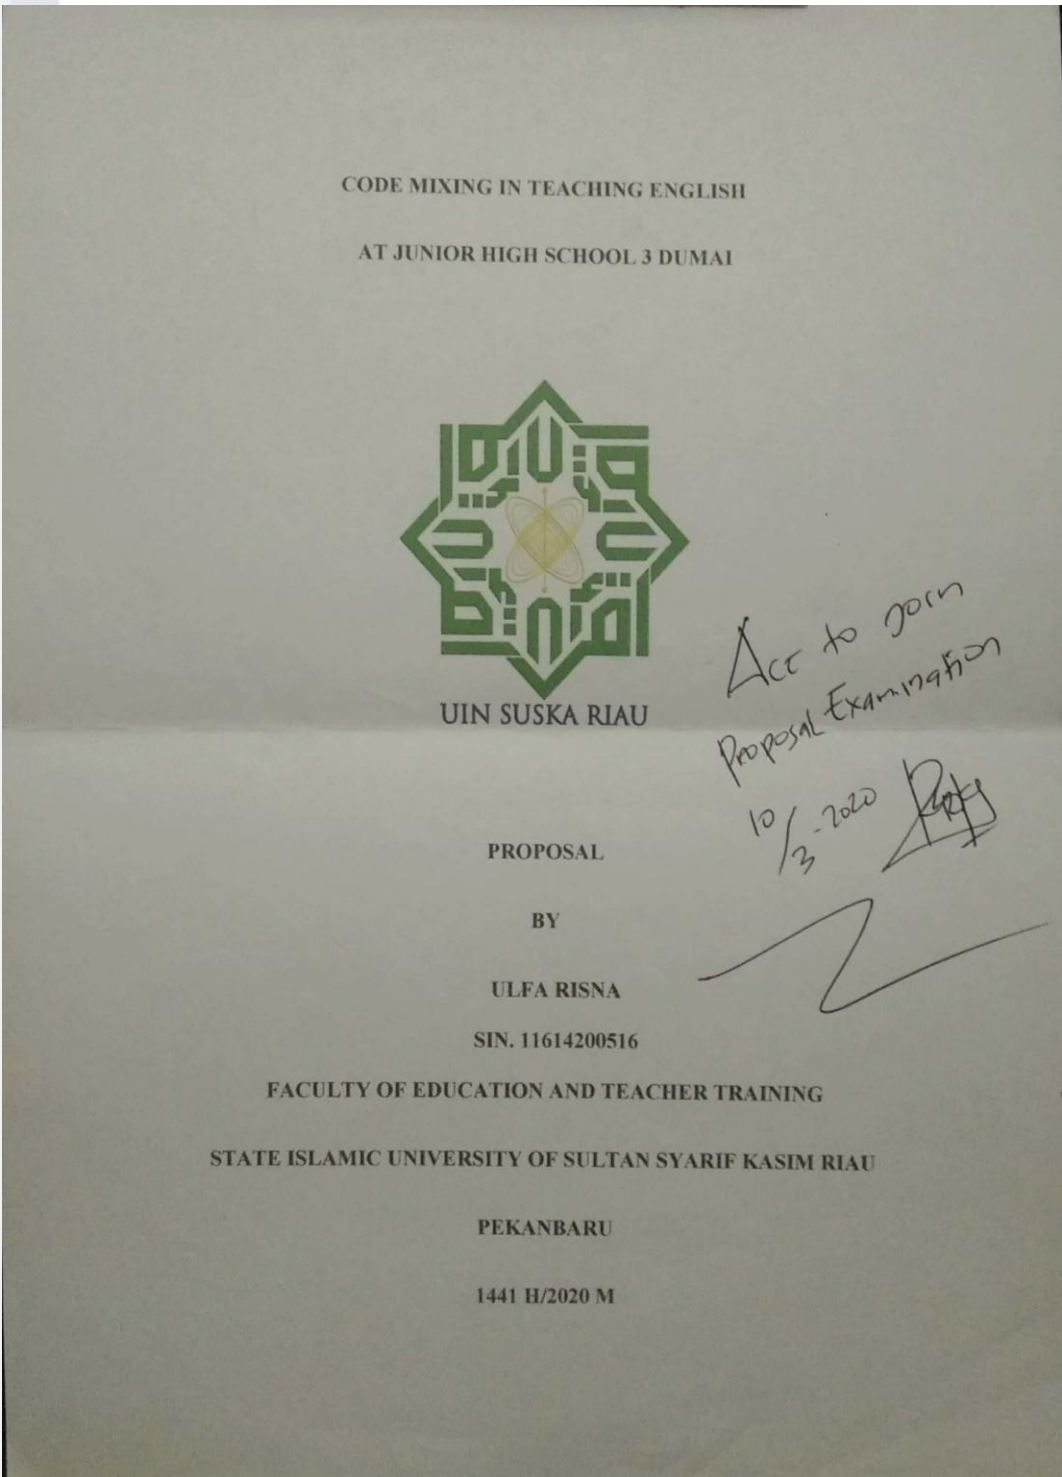 CODE MIXING IN TEACHING ENGLISH
AT JUNIOR HIGH SCHOOL 3 DUMAI
UIN SUSKA RIAU
Acc to join
Proposal Examination
10/3-2020
PROPOSAL
BY
ULFA RISNA
SIN. 11614200516
FACULTY OF EDUCATION AND TEACHER TRAINING
STATE ISLAMIC UNIVERSITY OF SULTAN SYARIF KASIM RIAU
PEKANBARU
1441 H/2020 M